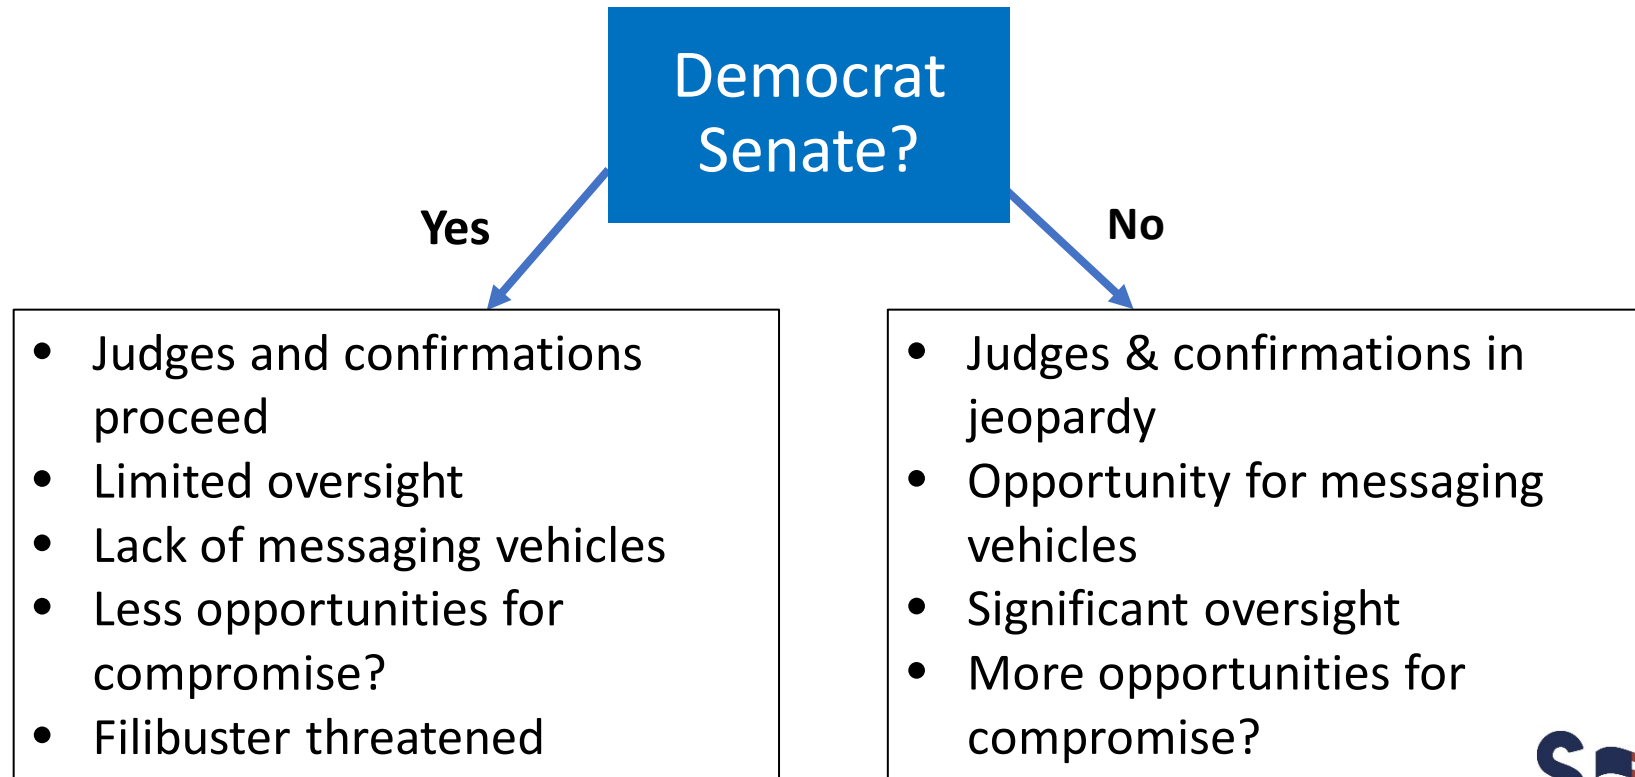 Democrat
Senate?
Yes
No
• Judges and confirmations
proceed
• Limited oversight
• Lack of messaging vehicles
• Less opportunities for
compromise?
• Filibuster threatened
• Judges & confirmations in
jeopardy
• Opportunity for messaging
vehicles
• Significant oversight
• More opportunities for
compromise?